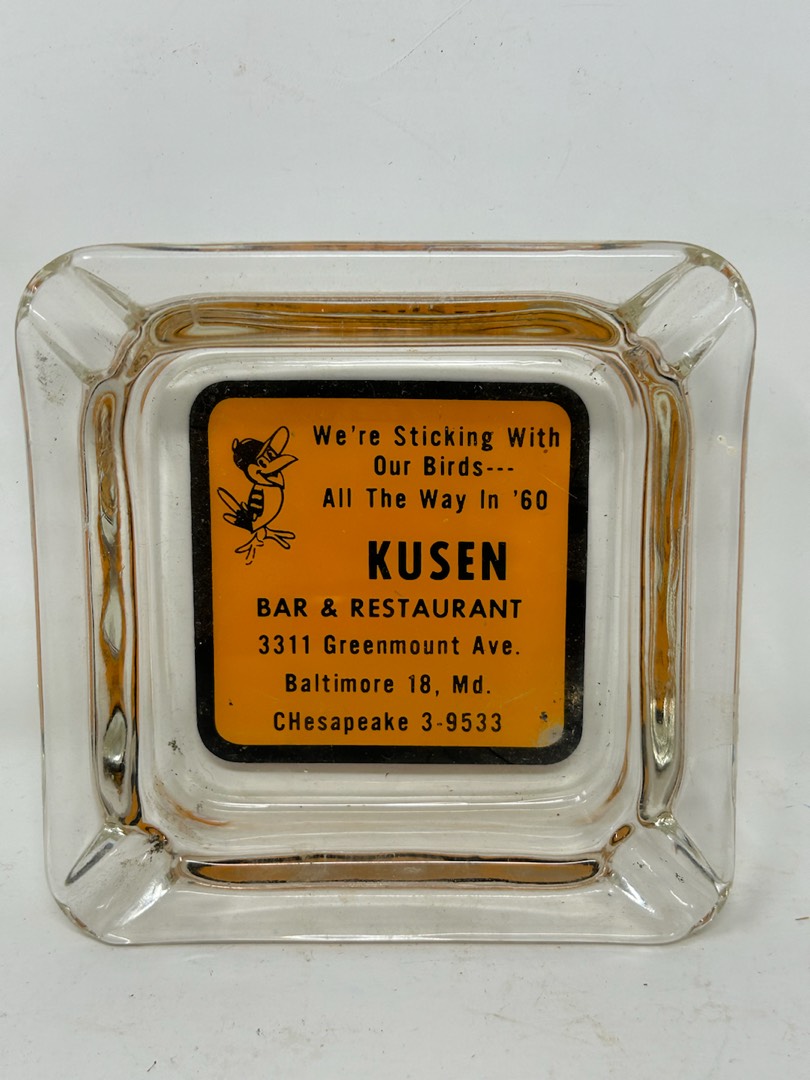 We're Sticking With
Our Birds---
All The Way In '60
KUSEN
BAR & RESTAURANT
3311 Greenmount Ave.
Baltimore 18, Md.
CHesapeake 3-9533